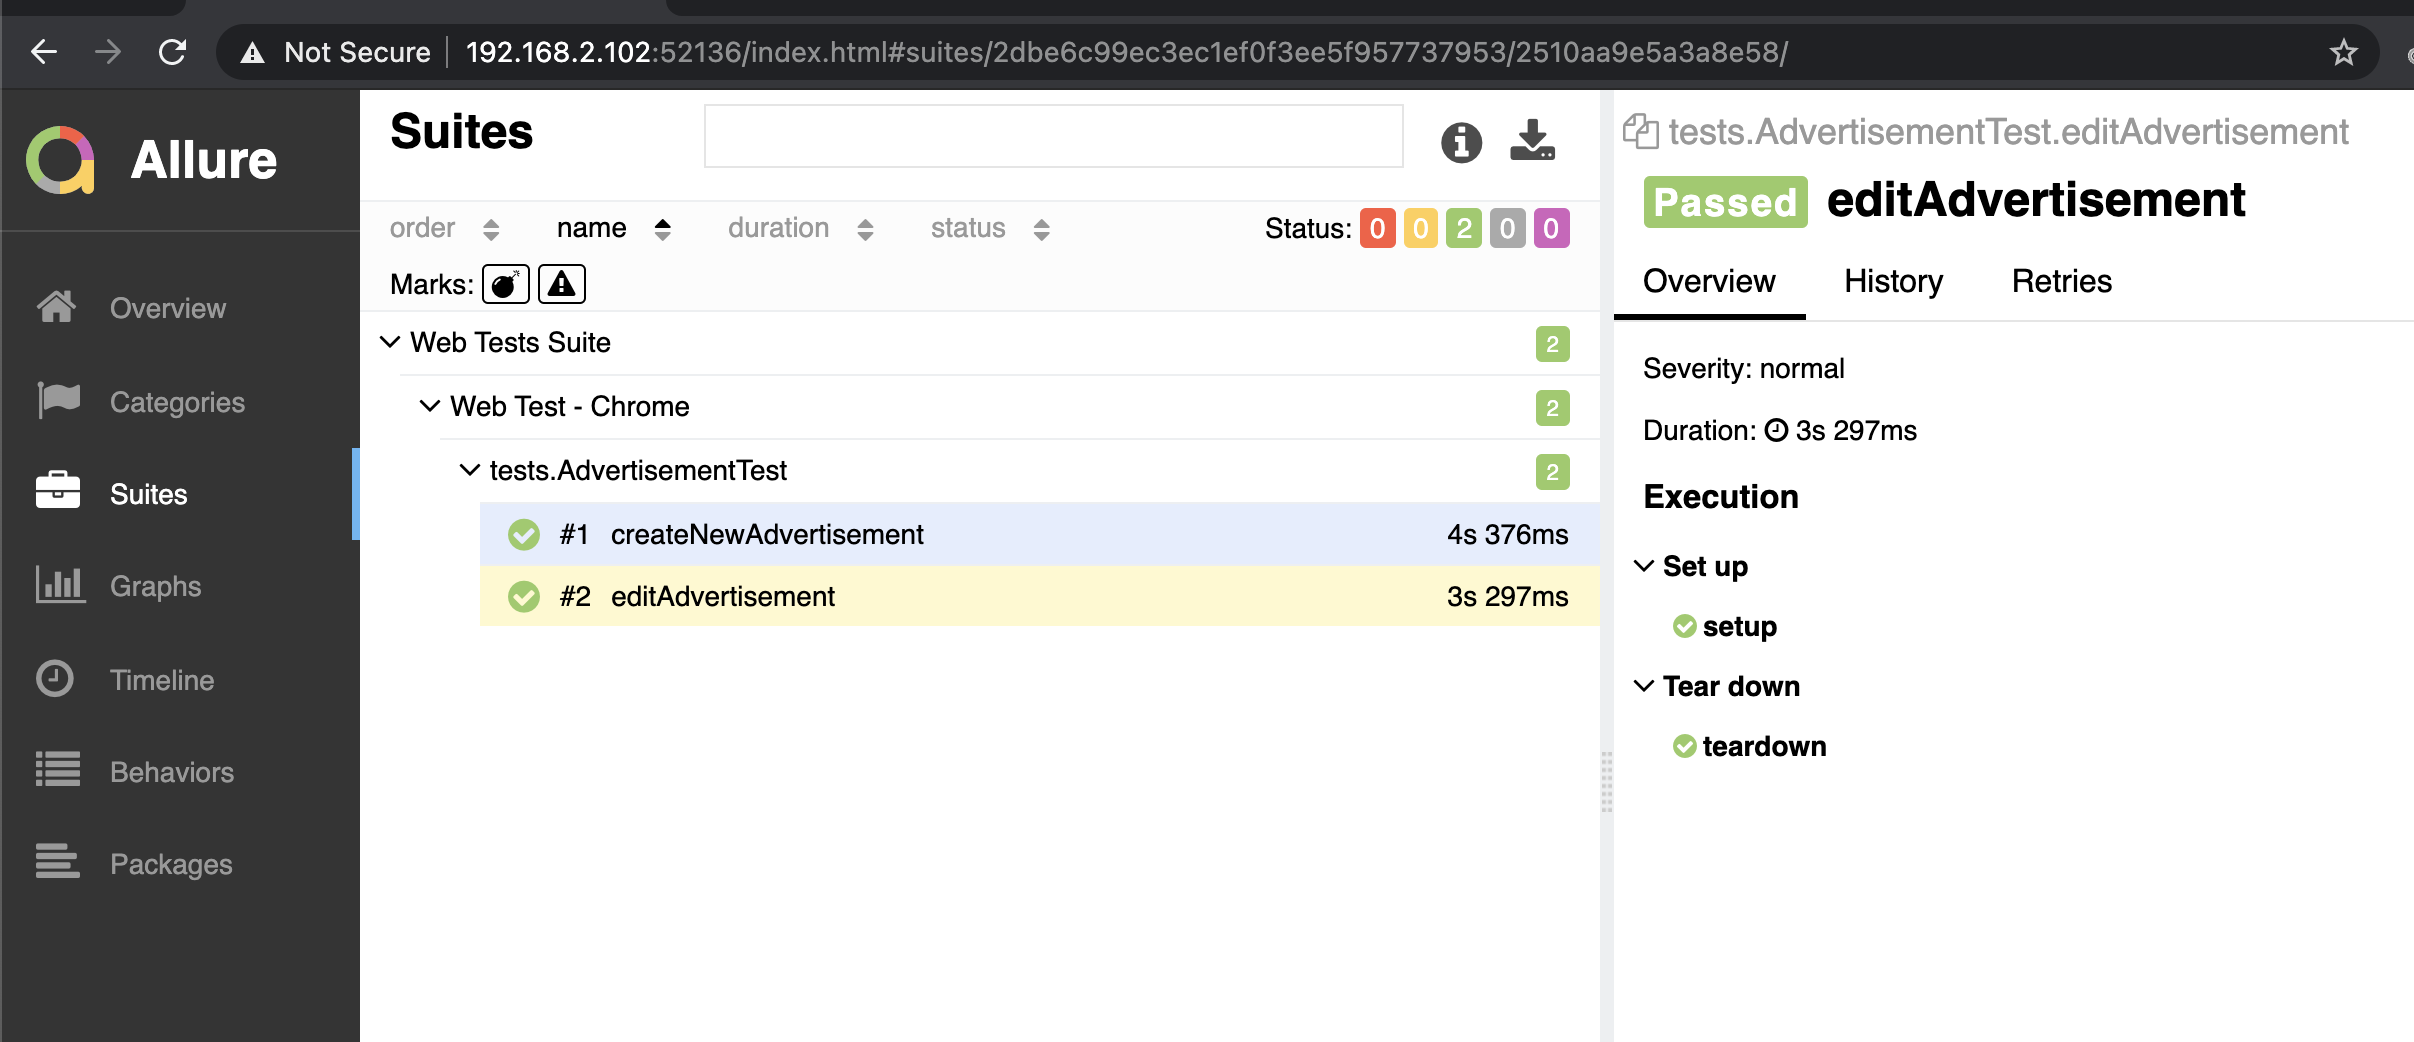 Not Secure 192.168.2.102:52136/index.html#suites/2dbe6c99ec3ec1ef0f3ee5f957737953/2510aa9e5a3a8e58/
Allure
Overview
Categories
Suites
Graphs
Timeline
Behaviors
Packages
Suites
order name duration status Status: 0 0 2 0 0
Marks:
Web Tests Suite 2
Web Test - Chrome 2
tests.AdvertisementTest 2
#1 createNewAdvertisement 4s 376ms
#2 editAdvertisement 3s 297ms
tests.AdvertisementTest.editAdvertisement
Passed editAdvertisement
Overview History Retries
Severity: normal
Duration: 3s 297ms
Execution
Set up
setup
Tear down
teardown